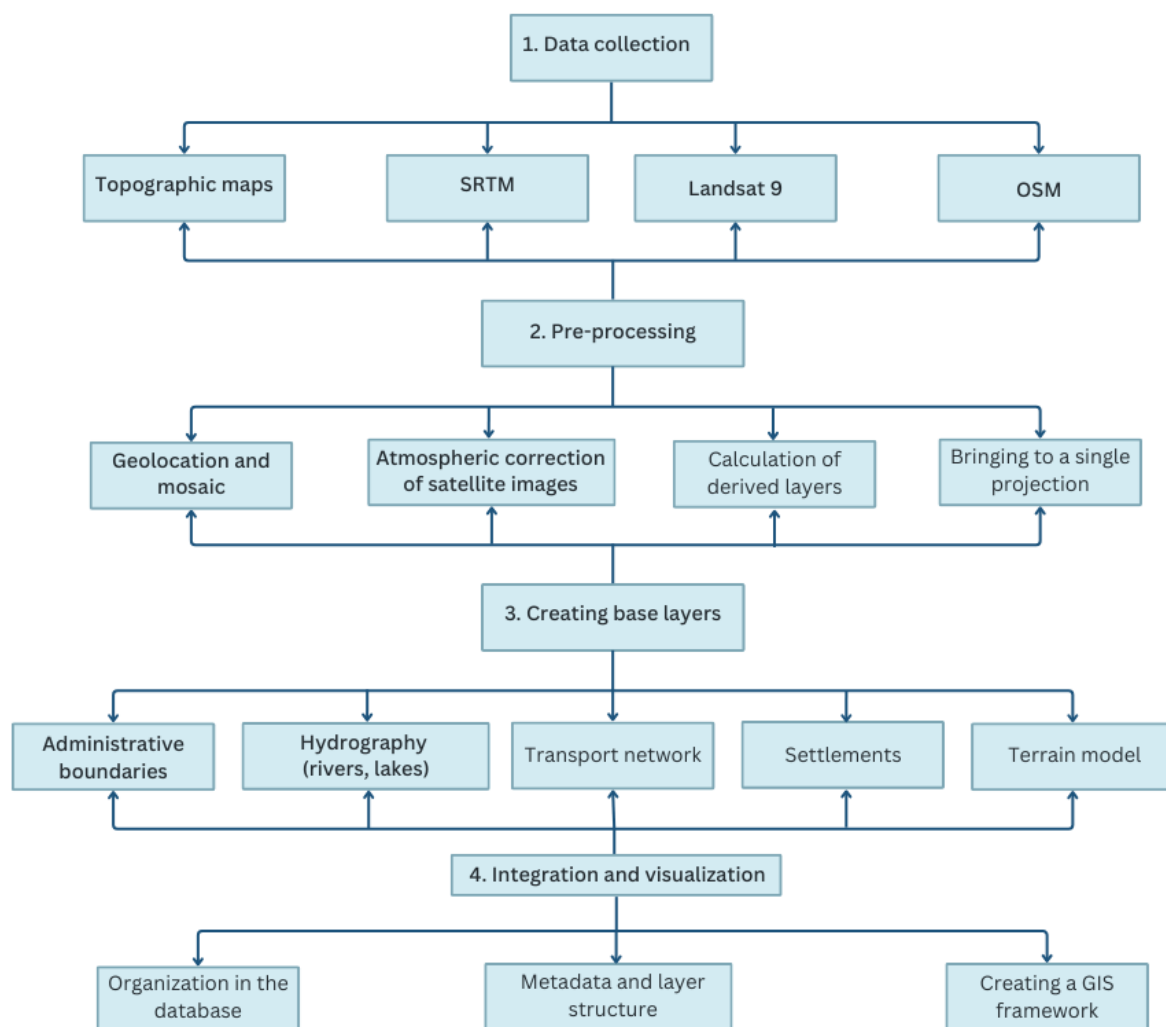 1. Data collection
Topographic maps
SRTM
Landsat 9
OSM
2. Pre-processing
Geolocation and
mosaic
Atmospheric correction
of satellite images
Calculation of
derived layers
Bringing to a single
projection
3. Creating base layers
Administrative
boundaries
Hydrography
(rivers, lakes)
Transport network
Settlements
Terrain model
4. Integration and visualization
Organization in the
database
Metadata and layer
structure
Creating a GIS
framework